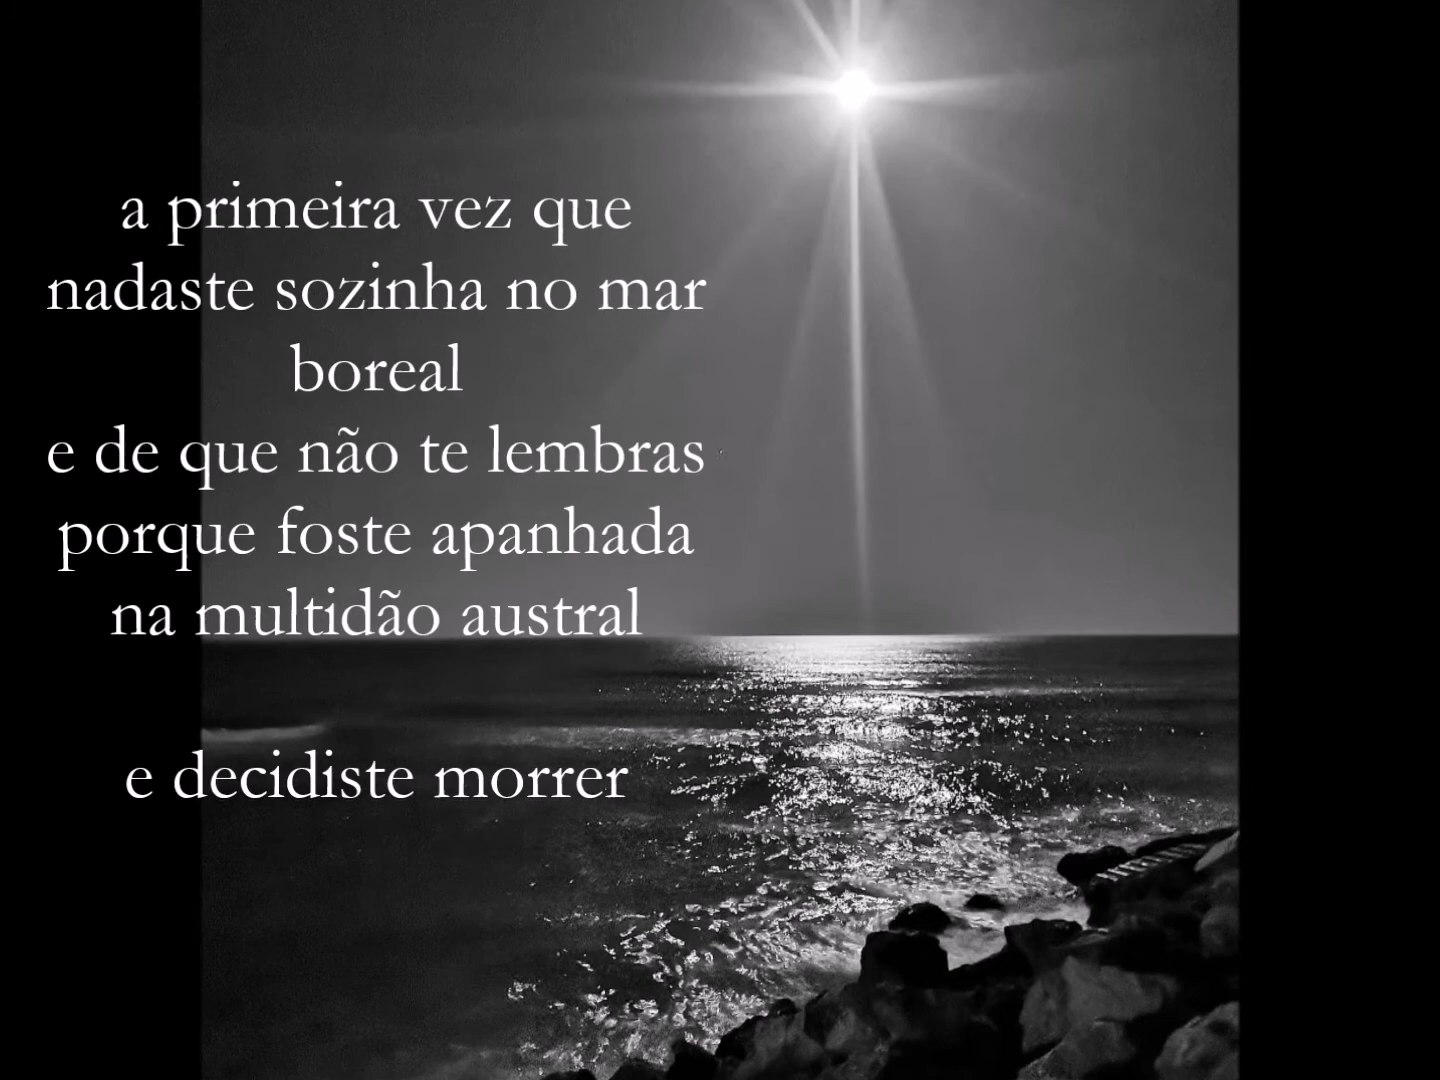 a primeira vez que
nadaste sozinha no mar
boreal
e de que não te lembras
porque foste apanhada
na multidão austral
e decidiste morrer